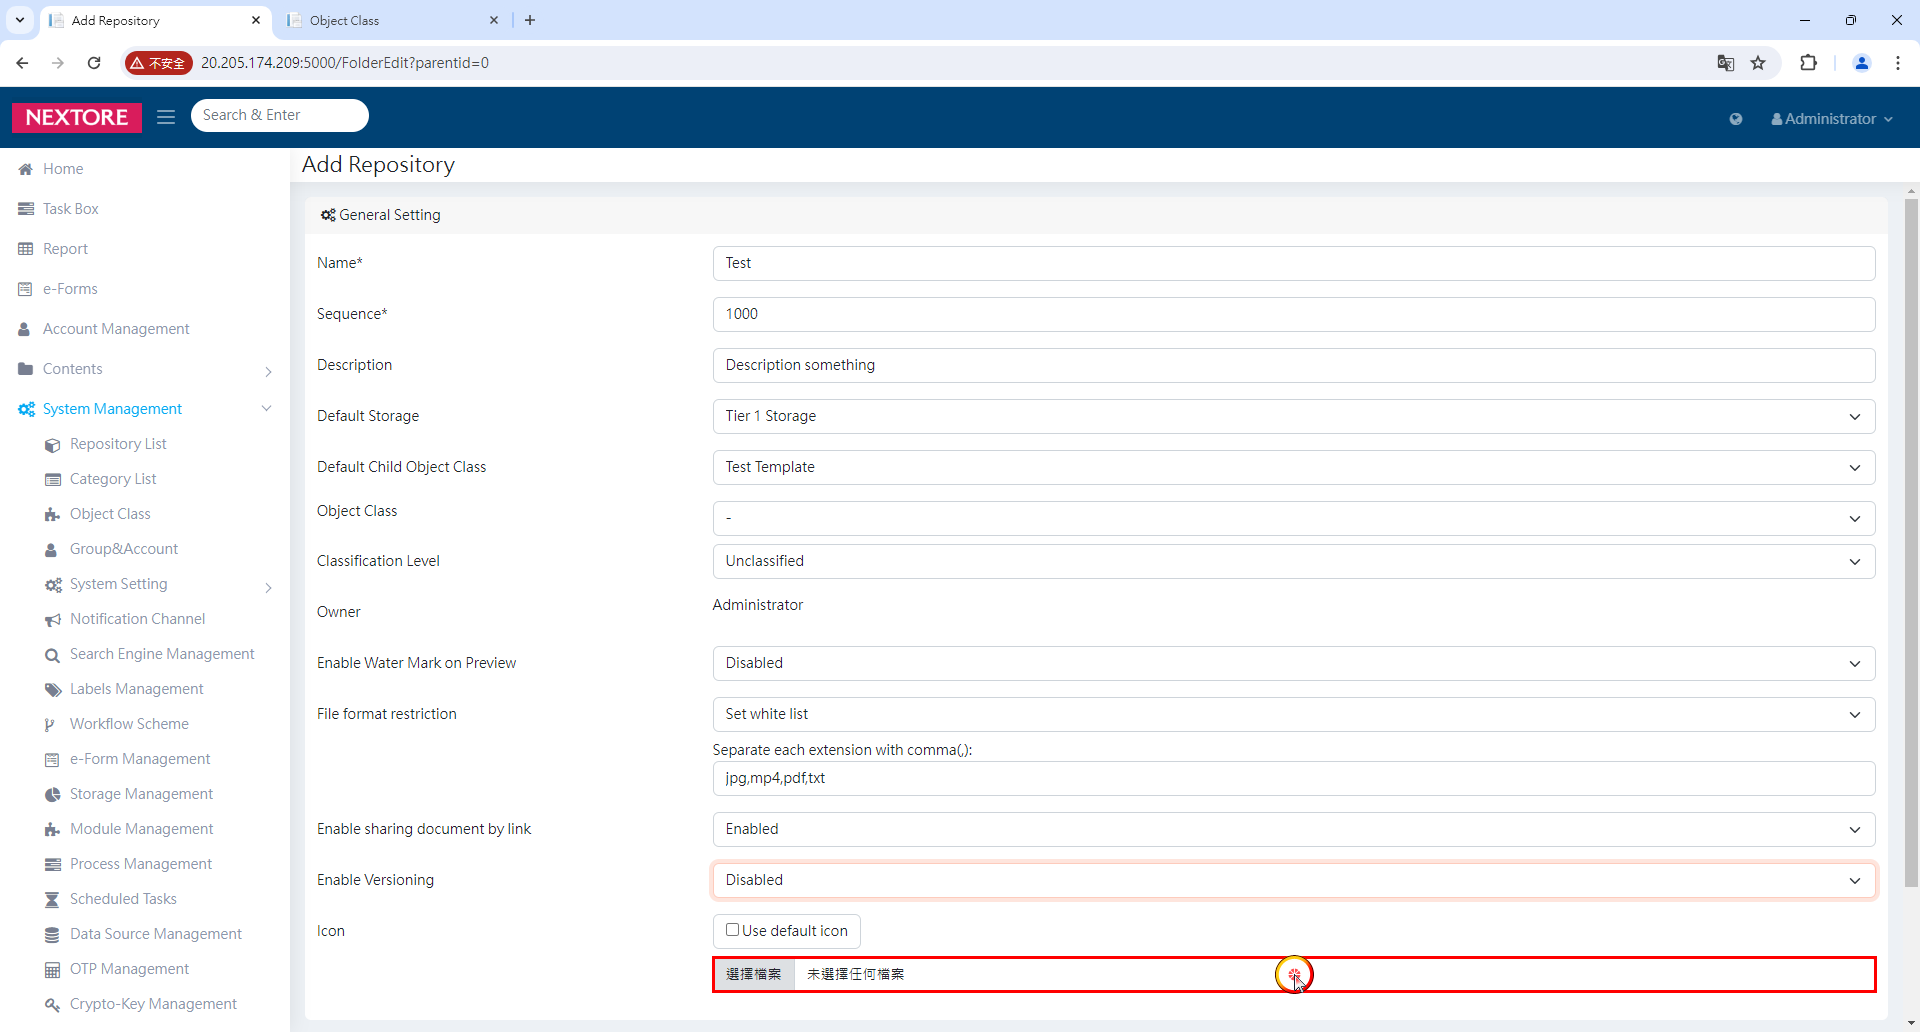 Add Repository
Object Class
不安全
20.205.174.209:5000/FolderEdit?parentid=0
NEXTORE
Search & Enter
Administrator
Home
Task Box
Report
e-Forms
Account Management
Contents
System Management
Repository List
Category List
Object Class
Group&Account
System Setting
Notification Channel
Search Engine Management
Labels Management
Workflow Scheme
e-Form Management
Storage Management
Module Management
Process Management
Scheduled Tasks
Data Source Management
OTP Management
Crypto-Key Management
Add Repository
General Setting
Name* Test
Sequence* 1000
Description Description something
Default Storage Tier 1 Storage
Default Child Object Class Test Template
Object Class -
Classification Level Unclassified
Owner Administrator
Enable Water Mark on Preview Disabled
File format restriction Set white list
Separate each extension with comma(,):
jpg,mp4,pdf,txt
Enable sharing document by link Enabled
Enable Versioning Disabled
Icon Use default icon
選擇檔案 未選擇任何檔案